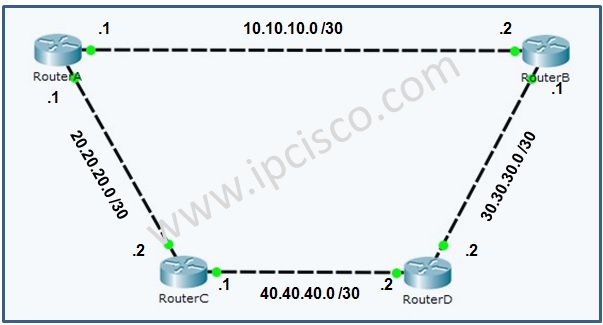 .1
10.10.10.0 /30
.2
RouterA
RouterB
.1
.1
www.ipcisco.com
20.20.20.0 /30
30.30.30.0 /30
.2
.2
RouterC
.1
40.40.40.0 /30
.2
RouterD